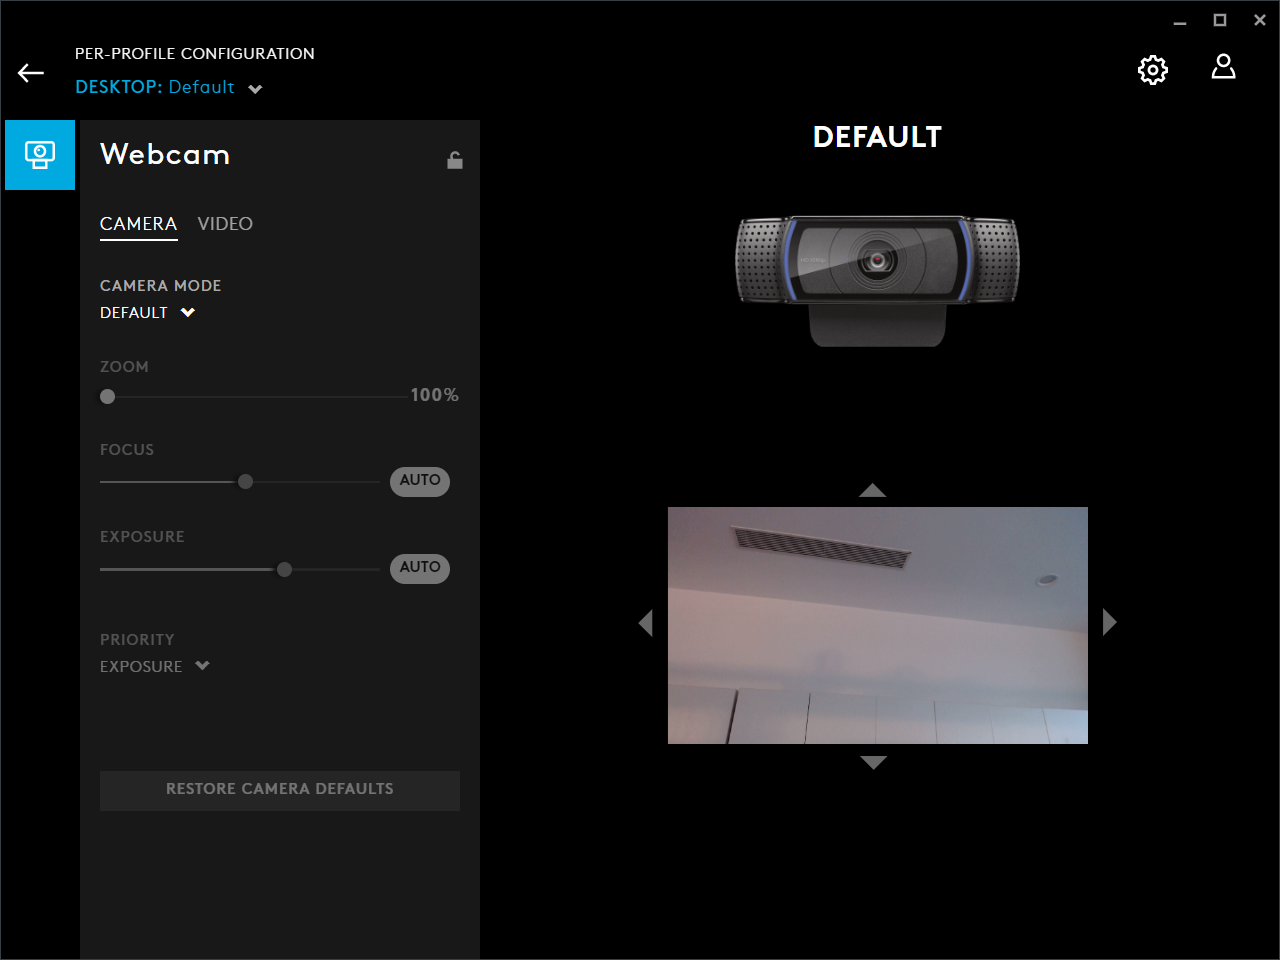 PER-PROFILE CONFIGURATION
DESKTOP: Default
Webcam
CAMERA VIDEO
CAMERA MODE
DEFAULT
ZOOM
100%
FOCUS
AUTO
EXPOSURE
AUTO
PRIORITY
EXPOSURE
RESTORE CAMERA DEFAULTS
DEFAULT